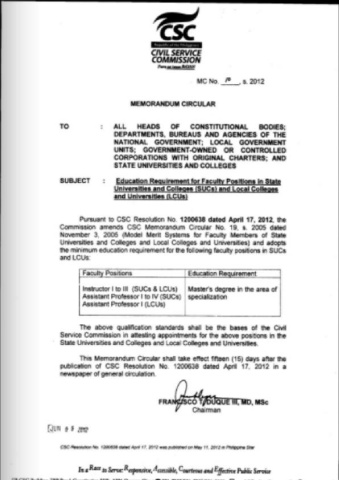 CSC
Republic of the Philippines
CIVIL SERVICE
COMMISSION
MC No. 10, s. 2012
MEMORANDUM CIRCULAR
TO : ALL HEADS OF CONSTITUTIONAL BODIES;
DEPARTMENTS, BUREAUS AND AGENCIES OF THE
NATIONAL GOVERNMENT; LOCAL GOVERNMENT
UNITS; GOVERNMENT-OWNED OR CONTROLLED
CORPORATIONS WITH ORIGINAL CHARTERS; AND
STATE UNIVERSITIES AND COLLEGES
SUBJECT : Education Requirement for Faculty Positions in State
Universities and Colleges (SUCs) and Local Colleges
and Universities (LCUs)
Pursuant to CSC Resolution No. 1200638 dated April 17, 2012, the
Commission amends CSC Memorandum Circular No. 19, s. 2005 dated
November 3, 2005 (Model Merit Systems for Faculty Members of State
Universities and Colleges and Local Colleges and Universities) and adopts
the minimum education requirement for the following faculty positions in SUCs
and LCUs:
Faculty Positions Education Requirement
Instructor I to III (SUCs & LCUs) Master's degree in the area of
Assistant Professor I to IV (SUCs) specialization
Assistant Professor I (LCUs)
The above qualification standards shall be the bases of the Civil
Service Commission in attesting appointments for the above positions in the
State Universities and Colleges and Local Colleges and Universities.
This Memorandum Circular shall take effect fifteen (15) days after the
publication of CSC Resolution No. 1200638 dated April 17, 2012 in a
newspaper of general circulation.
FRANCISCO T. DUQUE III, MD, MSc
Chairman
JUN 2012
CSC Resolution No. 1200638 dated April 17, 2012 was published on May 11, 2012 in Philippine Star
In a Race to Serve: Responsive, Accessible, Courteous and Effective Public Service